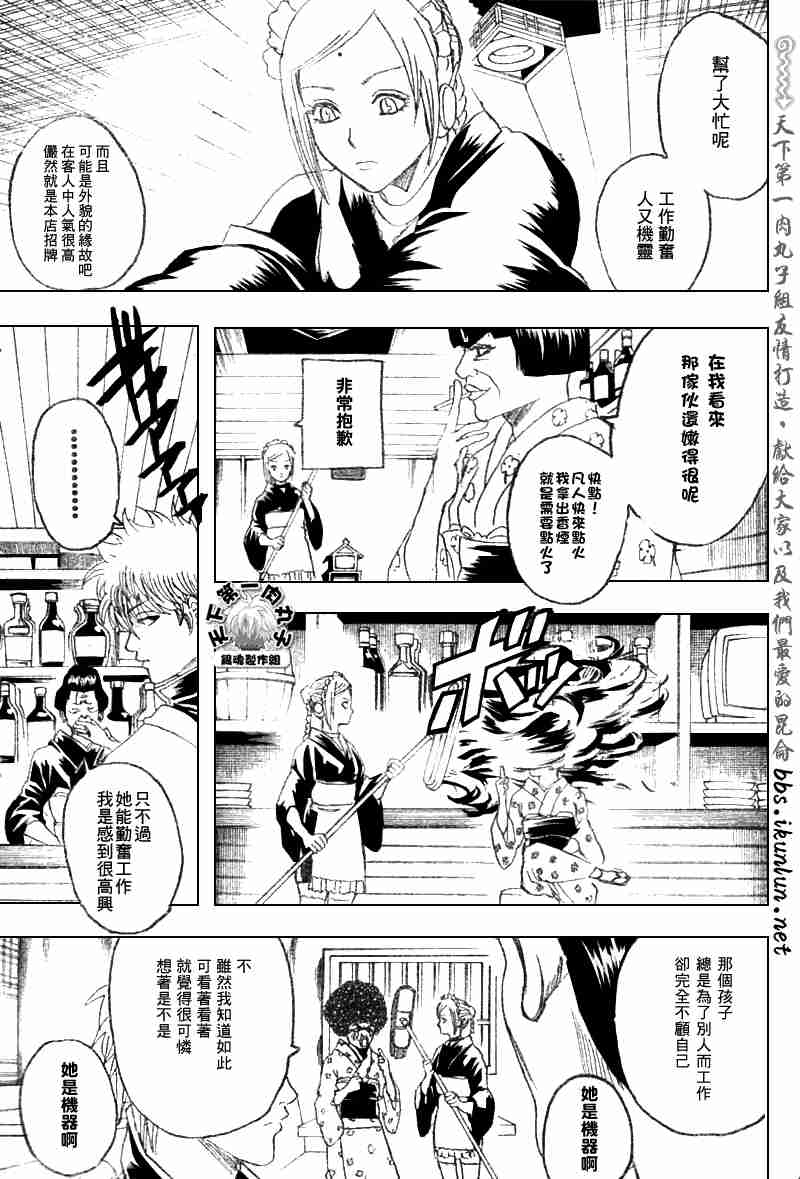 幫了大忙呢
工作勤奮
人又機靈
而且
可能是外貌的緣故吧
在客人中人氣很高
儼然就是本店招牌
在我看來
那傢伙還嫩得很呢
快點！
凡人快來點火
我拿出香煙
就是需要點火了
非常抱歉
…………
ボボッ
只不過
她能勤奮工作
我是感到很高興
那個孩子
總是為了別人而工作
卻完全不顧自己
她是機器啊
不
雖然我知道如此
可看著看著
就覺得很可憐
想著是不是
她是機器啊
天下第一肉丸子
銀魂製作組
天下第一肉丸子組友情打造，獻給大家以及我們最愛的昆侖 bbs.ikunlun.net